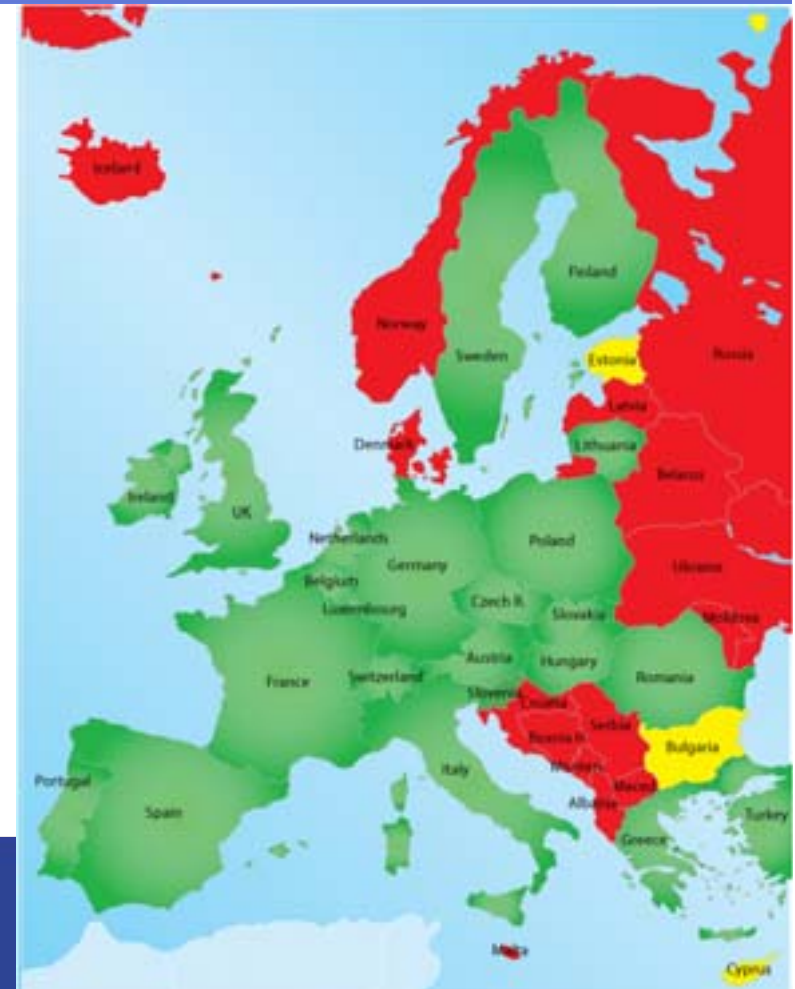 Iceland
Finland
Norway
Sweden
Estonia
Russia
Latvia
Denmark
Lithuania
Belarus
Ireland
UK
Netherlands
Poland
Germany
Ukraine
Belgium
Czech R.
Luxembourg
Slovakia
Moldova
Austria
Hungary
France
Switzerland
Romania
Slovenia
Croatia
Serbia
Bosnia H.
Bulgaria
Italy
Portugal
Maced.
Albania
Spain
Turkey
Greece
Malta
Cyprus